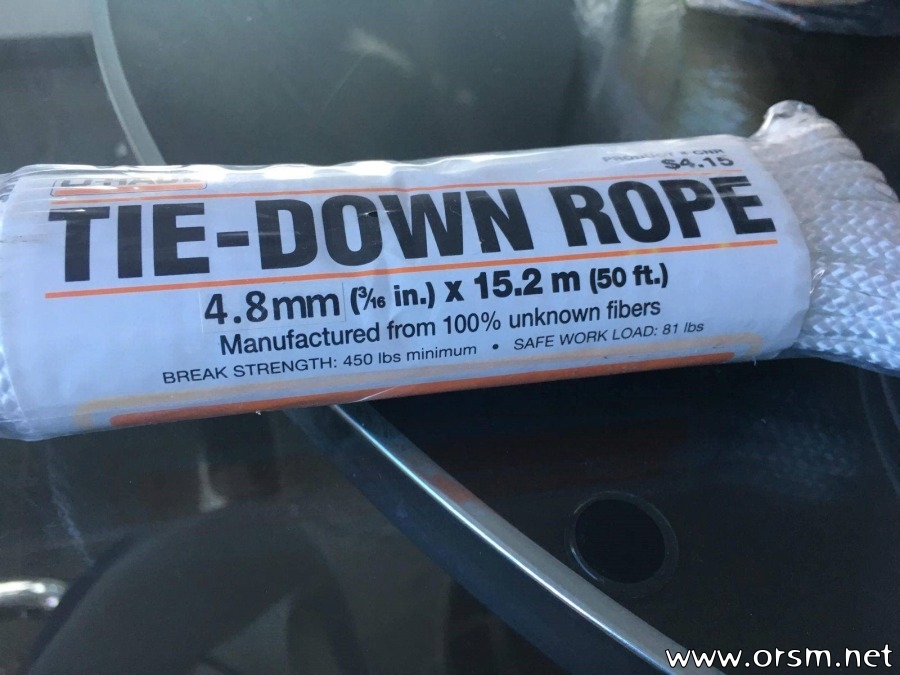 $4.15
TIE-DOWN ROPE
4.8mm (3/16 in.) x 15.2 m (50 ft.)
Manufactured from 100% unknown fibers
BREAK STRENGTH: 450 lbs minimum • SAFE WORK LOAD: 81 lbs
www.orsm.net